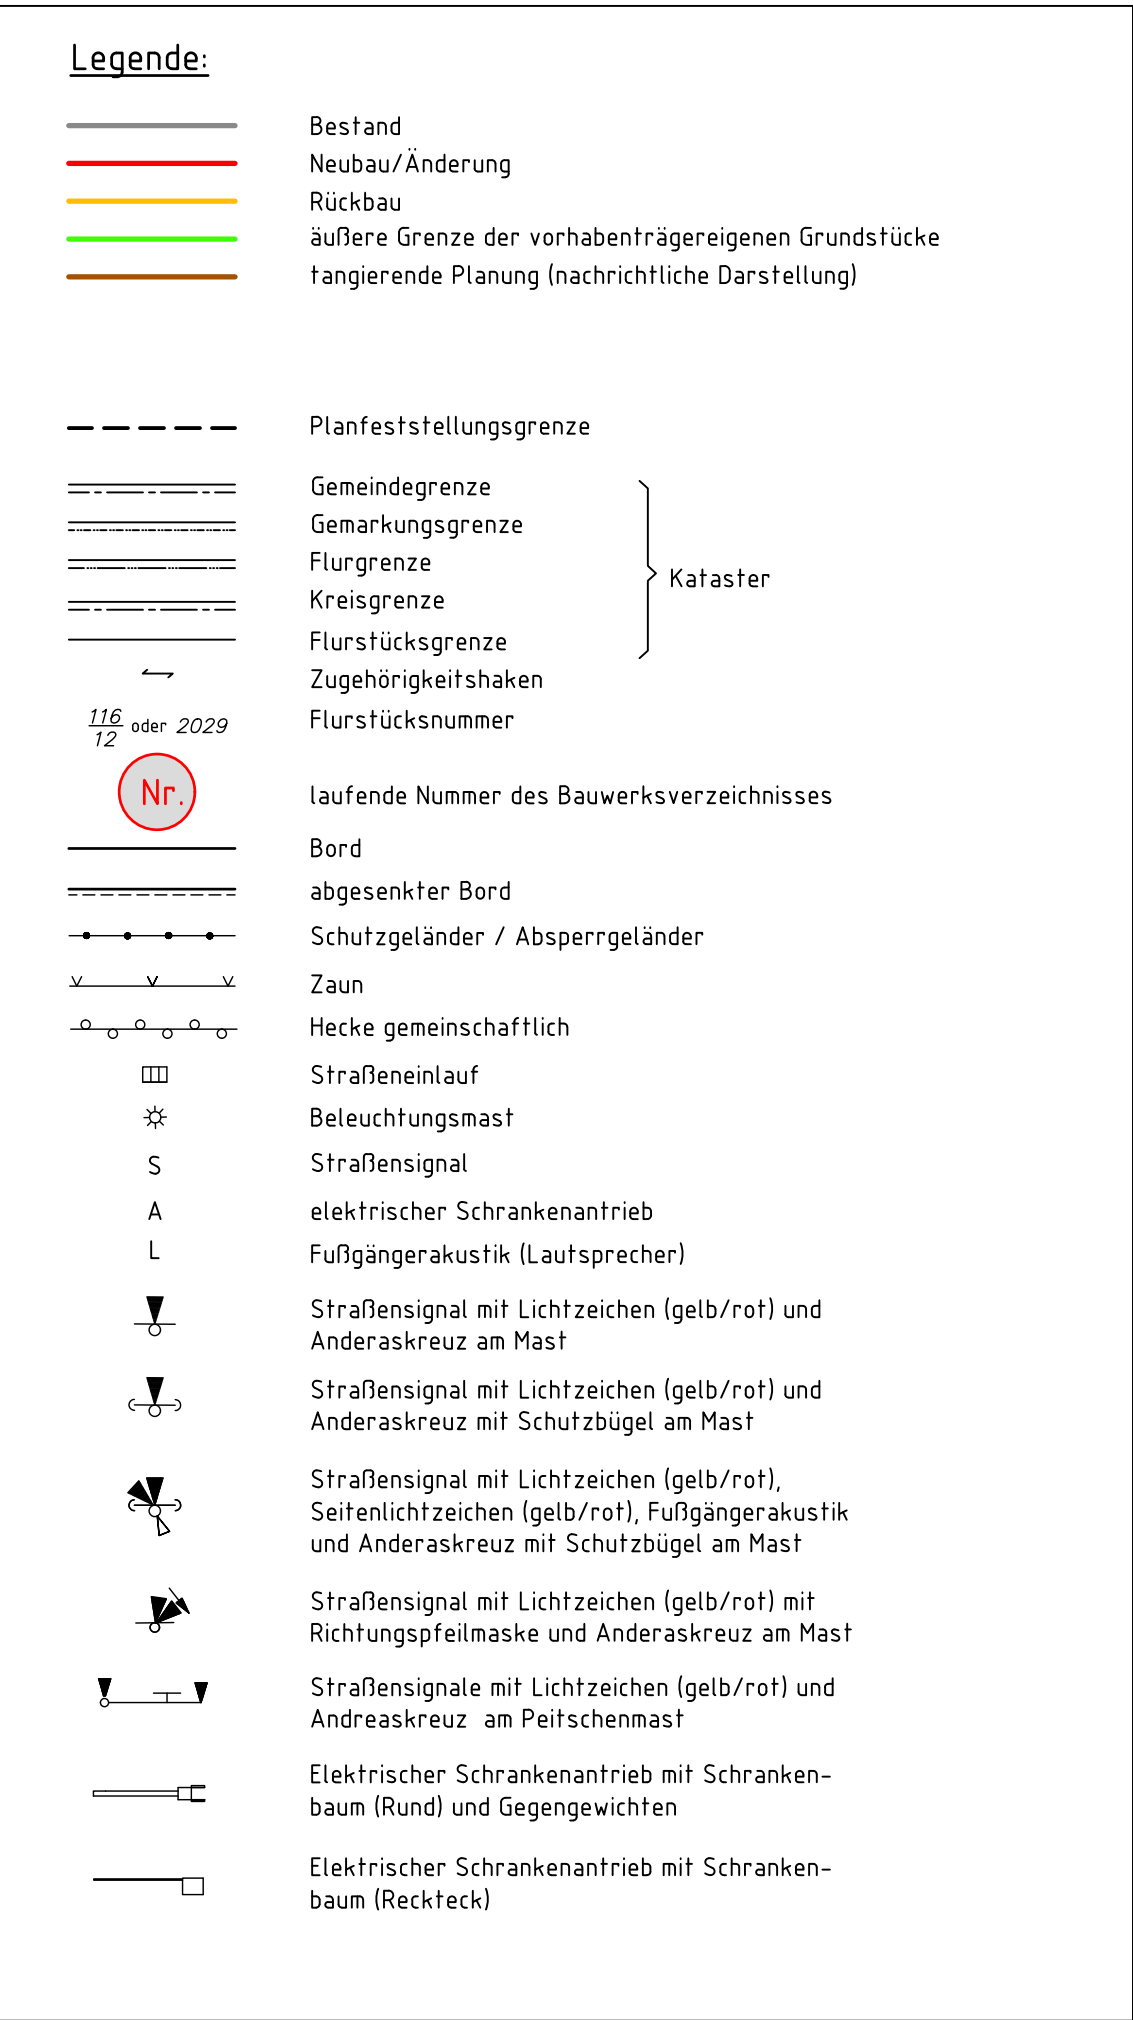 Legende:
Bestand
Neubau/Änderung
Rückbau
äußere Grenze der vorhabenträgereigenen Grundstücke
tangierende Planung (nachrichtliche Darstellung)
Planfeststellungsgrenze
Gemeindegrenze
Gemarkungsgrenze
Flurgrenze
Kataster
Kreisgrenze
Flurstücksgrenze
Zugehörigkeitshaken
116/12 oder 2029 Flurstücksnummer
Nr. laufende Nummer des Bauwerksverzeichnisses
Bord
abgesenkter Bord
Schutzgeländer / Absperrgeländer
Zaun
Hecke gemeinschaftlich
Straßeneinlauf
Beleuchtungsmast
S Straßensignal
A elektrischer Schrankenantrieb
L Fußgängerakustik (Lautsprecher)
Straßensignal mit Lichtzeichen (gelb/rot) und
Anderaskreuz am Mast
Straßensignal mit Lichtzeichen (gelb/rot) und
Anderaskreuz mit Schutzbügel am Mast
Straßensignal mit Lichtzeichen (gelb/rot),
Seitenlichtzeichen (gelb/rot), Fußgängerakustik
und Anderaskreuz mit Schutzbügel am Mast
Straßensignal mit Lichtzeichen (gelb/rot) mit
Richtungspfeilmaske und Anderaskreuz am Mast
Straßensignale mit Lichtzeichen (gelb/rot) und
Andreaskreuz am Peitschenmast
Elektrischer Schrankenantrieb mit Schranken-
baum (Rund) und Gegengewichten
Elektrischer Schrankenantrieb mit Schranken-
baum (Reckteck)